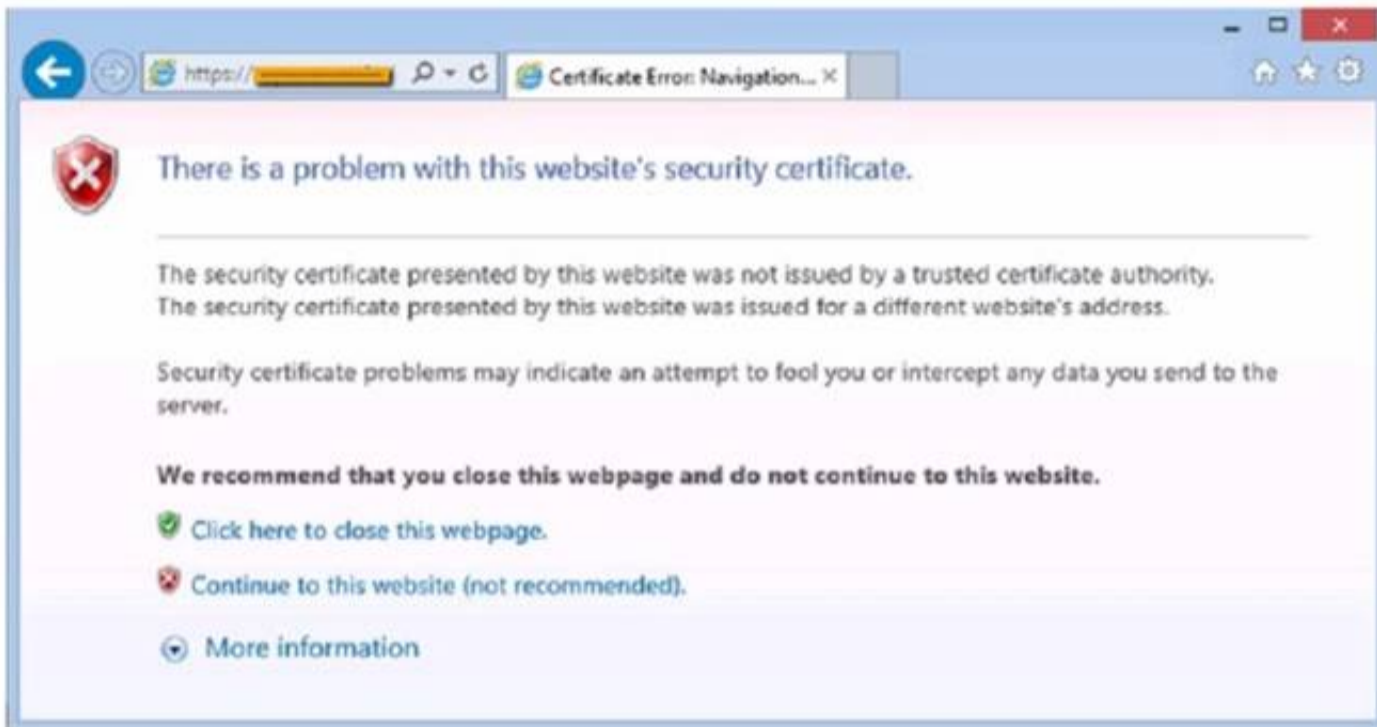 https://
Certificate Error: Navigation...
There is a problem with this website's security certificate.
The security certificate presented by this website was not issued by a trusted certificate authority.
The security certificate presented by this website was issued for a different website's address.
Security certificate problems may indicate an attempt to fool you or intercept any data you send to the
server.
We recommend that you close this webpage and do not continue to this website.
Click here to close this webpage.
Continue to this website (not recommended).
More information